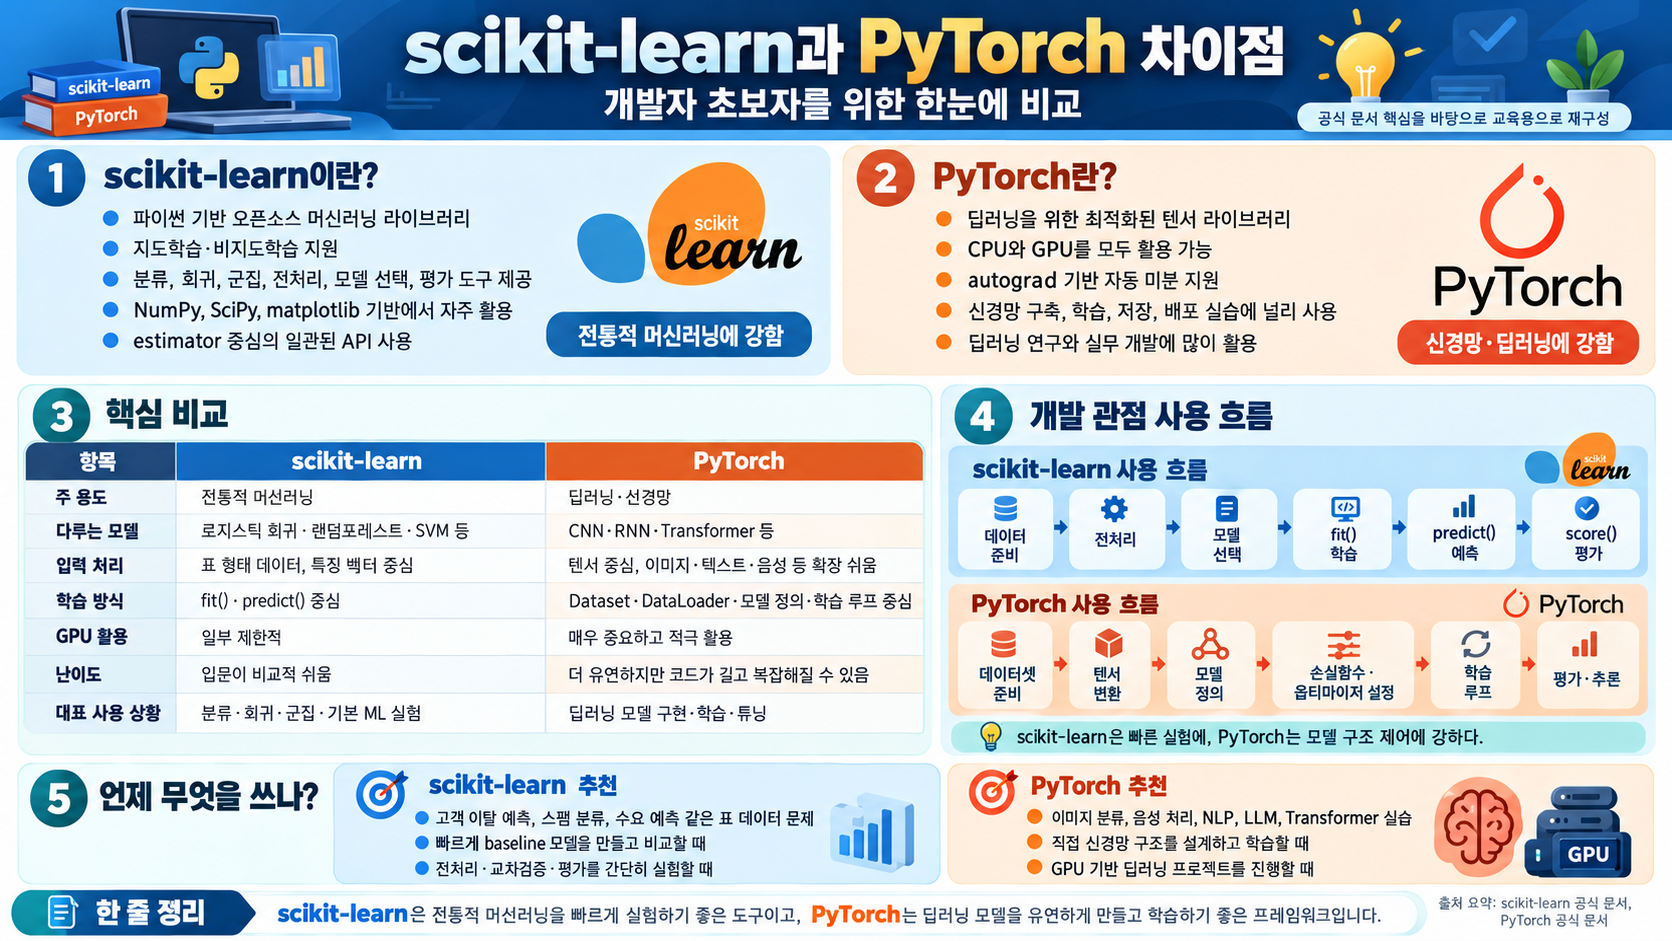 scikit-learn과 PyTorch 차이점
개발자 초보자를 위한 한눈에 비교
scikit-learn
PyTorch
공식 문서 핵심을 바탕으로 교육용으로 재구성
1 scikit-learn이란?
파이썬 기반 오픈소스 머신러닝 라이브러리
지도학습·비지도학습 지원
분류, 회귀, 군집, 전처리, 모델 선택, 평가 도구 제공
NumPy, SciPy, matplotlib 기반에서 자주 활용
estimator 중심의 일관된 API 사용
scikit
learn
전통적 머신러닝에 강함
2 PyTorch란?
딥러닝을 위한 최적화된 텐서 라이브러리
CPU와 GPU를 모두 활용 가능
autograd 기반 자동 미분 지원
신경망 구축, 학습, 저장, 배포 실습에 널리 사용
딥러닝 연구와 실무 개발에 많이 활용
PyTorch
신경망·딥러닝에 강함
3 핵심 비교
항목 scikit-learn PyTorch
주 용도 전통적 머선러닝 딥러닝·선경망
다루는 모델 로지스틱 회귀·랜덤포레스트·SVM 등 CNN·RNN·Transformer 등
입력 처리 표 형태 데이터, 특징 벡터 중심 텐서 중심, 이미지·텍스트·음성 등 확장 쉬움
학습 방식 fit()·predict() 중심 Dataset·DataLoader·모델 정의·학습 루프 중심
GPU 활용 일부 제한적 매우 중요하고 적극 활용
난이도 입문이 비교적 쉬움 더 유연하지만 코드가 길고 복잡해질 수 있음
대표 사용 상황 분류·회귀·군집·기본 ML 실험 딥러닝 모델 구현·학습·튜닝
4 개발 관점 사용 흐름
scikit-learn 사용 흐름
scikit
learn
데이터 준비
전처리
모델 선택
fit() 학습
predict() 예측
score() 평가
PyTorch 사용 흐름
PyTorch
데이터셋 준비
텐서 변환
모델 정의
손실함수·옵티마이저 설정
학습 루프
평가·추론
scikit-learn은 빠른 실험에, PyTorch는 모델 구조 제어에 강하다.
5 언제 무엇을 쓰나?
scikit-learn 추천
고객 이탈 예측, 스팸 분류, 수요 예측 같은 표 데이터 문제
빠르게 baseline 모델을 만들고 비교할 때
전처리·교차검증·평가를 간단히 실험할 때
PyTorch 추천
이미지 분류, 음성 처리, NLP, LLM, Transformer 실습
직접 신경망 구조를 설계하고 학습할 때
GPU 기반 딥러닝 프로젝트를 진행할 때
GPU
한 줄 정리
scikit-learn은 전통적 머선러닝을 빠르게 실험하기 좋은 도구이고, PyTorch는 딥러닝 모델을 유연하게 만들고 학습하기 좋은 프레임워크입니다.
출처 요약: scikit-learn 공식 문서,
PyTorch 공식 문서